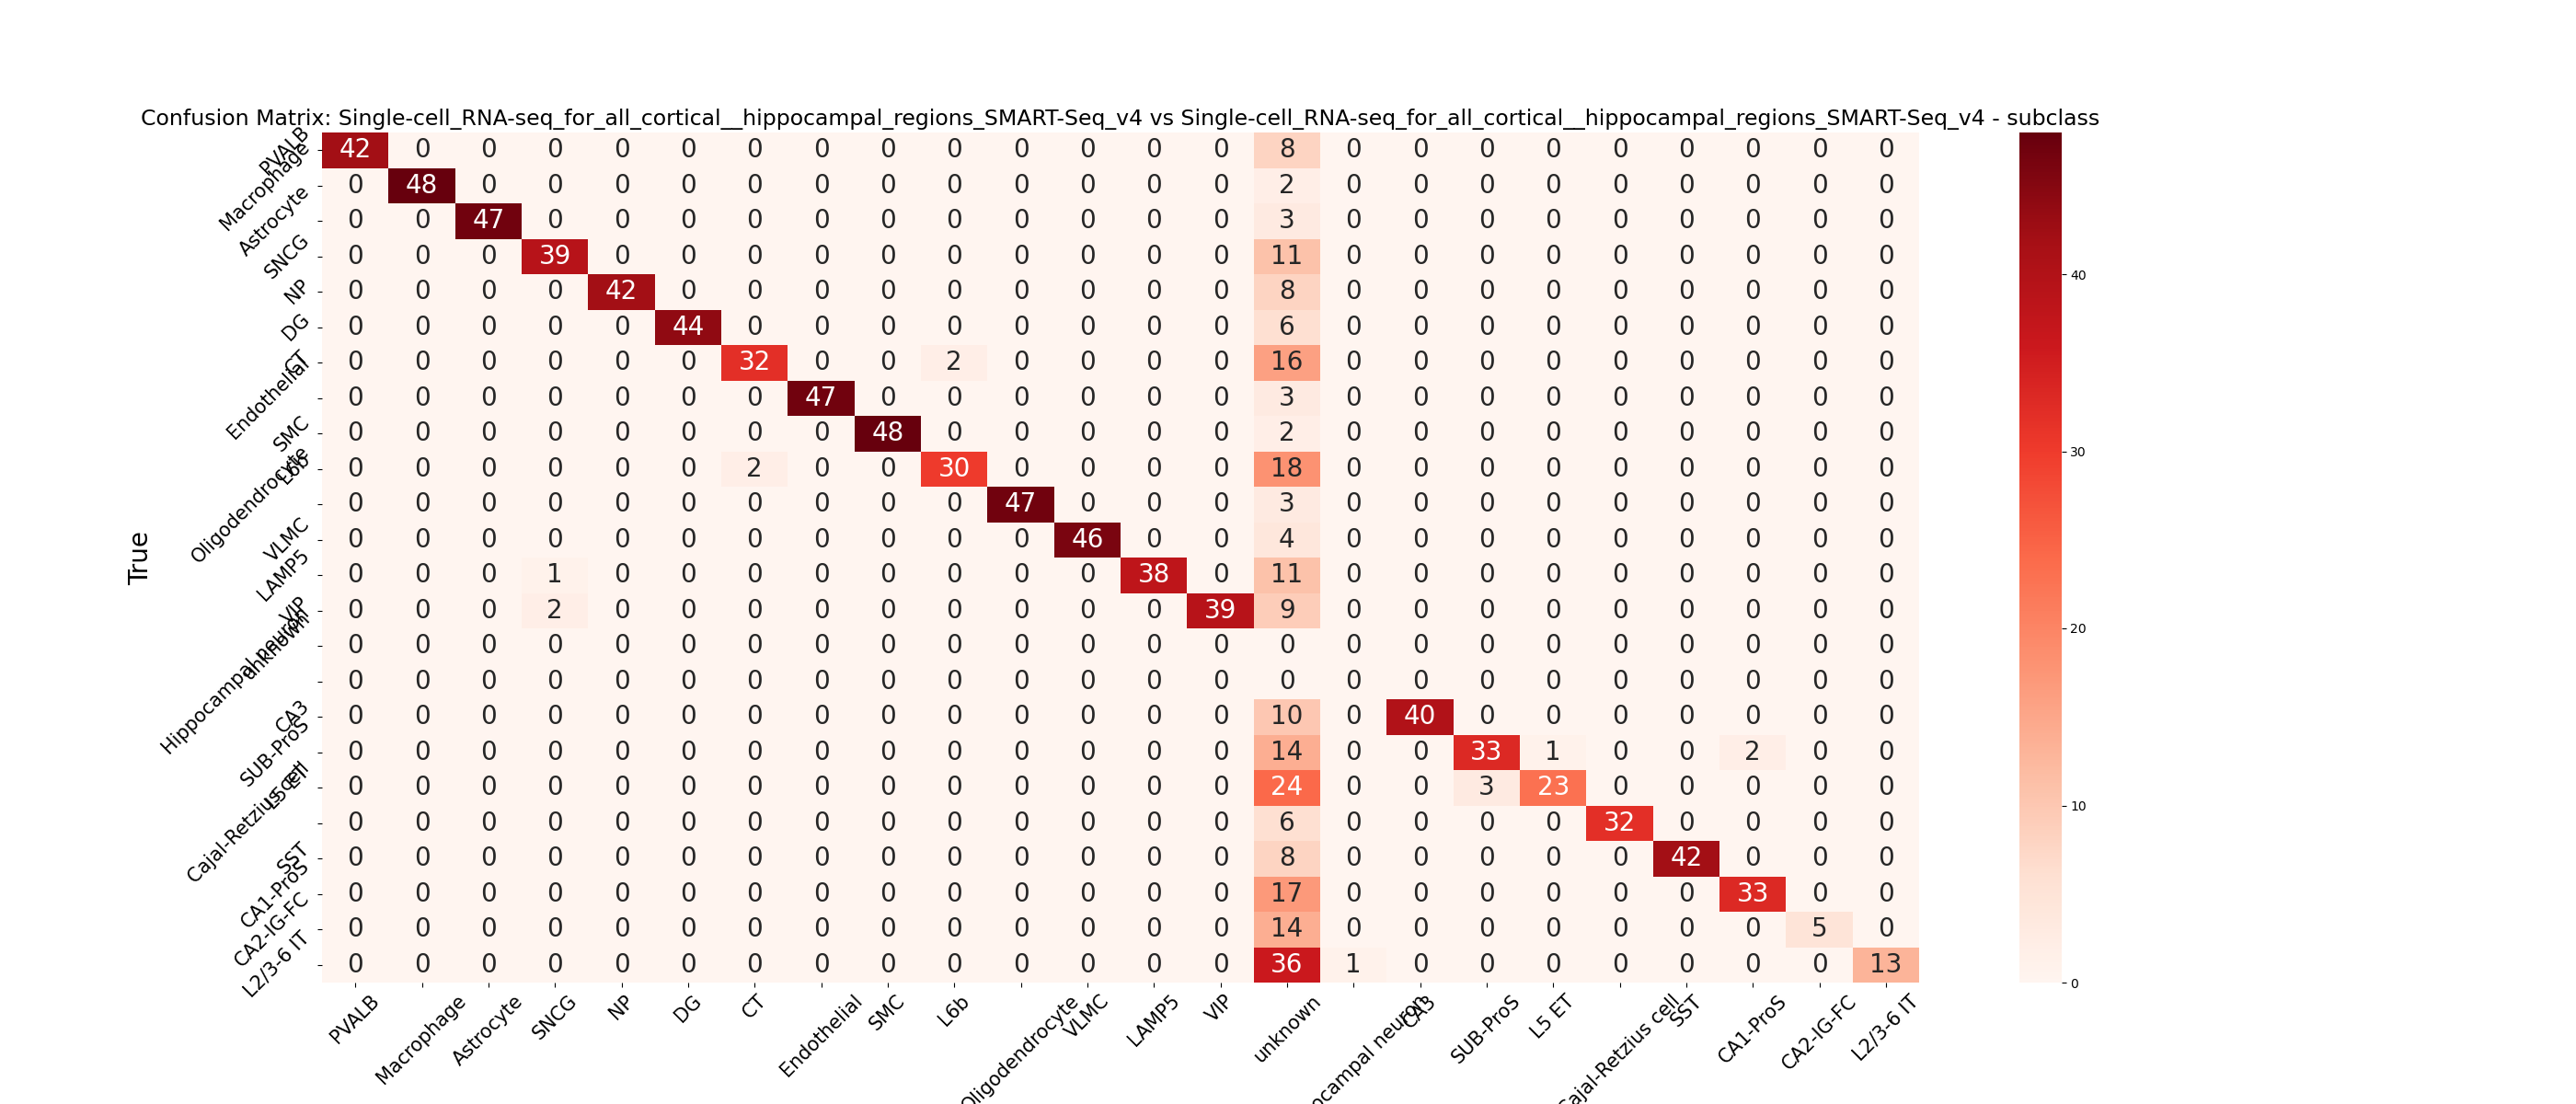 Confusion Matrix: Single-cell_RNA-seq_for_all_cortical__hippocampal_regions_SMART-Seq_v4 vs Single-cell_RNA-seq_for_all_cortical__hippocampal_regions_SMART-Seq_v4 - subclass
True
PVALB 42 0 0 0 0 0 0 0 0 0 0 0 0 0 8 0 0 0 0 0 0 0 0 0
Macrophage 0 48 0 0 0 0 0 0 0 0 0 0 0 0 2 0 0 0 0 0 0 0 0 0
Astrocyte 0 0 47 0 0 0 0 0 0 0 0 0 0 0 3 0 0 0 0 0 0 0 0 0
SNCG 0 0 0 39 0 0 0 0 0 0 0 0 0 0 11 0 0 0 0 0 0 0 0 0
NP 0 0 0 0 42 0 0 0 0 0 0 0 0 0 8 0 0 0 0 0 0 0 0 0
DG 0 0 0 0 0 44 0 0 0 0 0 0 0 0 6 0 0 0 0 0 0 0 0 0
CT 0 0 0 0 0 0 32 0 0 2 0 0 0 0 16 0 0 0 0 0 0 0 0 0
Endothelial 0 0 0 0 0 0 0 47 0 0 0 0 0 0 3 0 0 0 0 0 0 0 0 0
SMC 0 0 0 0 0 0 0 0 48 0 0 0 0 0 2 0 0 0 0 0 0 0 0 0
L6b 0 0 0 0 0 0 2 0 0 30 0 0 0 0 18 0 0 0 0 0 0 0 0 0
Oligodendrocyte 0 0 0 0 0 0 0 0 0 0 47 0 0 0 3 0 0 0 0 0 0 0 0 0
VLMC 0 0 0 0 0 0 0 0 0 0 0 46 0 0 4 0 0 0 0 0 0 0 0 0
LAMP5 0 0 0 1 0 0 0 0 0 0 0 0 38 0 11 0 0 0 0 0 0 0 0 0
VIP 0 0 0 2 0 0 0 0 0 0 0 0 0 39 9 0 0 0 0 0 0 0 0 0
unknown 0 0 0 0 0 0 0 0 0 0 0 0 0 0 0 0 0 0 0 0 0 0 0 0
Hippocampal neuron 0 0 0 0 0 0 0 0 0 0 0 0 0 0 0 0 0 0 0 0 0 0 0 0
CA3 0 0 0 0 0 0 0 0 0 0 0 0 0 0 10 0 40 0 0 0 0 0 0 0
SUB-ProS 0 0 0 0 0 0 0 0 0 0 0 0 0 0 14 0 0 33 1 0 0 2 0 0
L5 ET 0 0 0 0 0 0 0 0 0 0 0 0 0 0 24 0 0 3 23 0 0 0 0 0
Cajal-Retzius cell 0 0 0 0 0 0 0 0 0 0 0 0 0 0 6 0 0 0 0 32 0 0 0 0
SST 0 0 0 0 0 0 0 0 0 0 0 0 0 0 8 0 0 0 0 0 42 0 0 0
CA1-ProS 0 0 0 0 0 0 0 0 0 0 0 0 0 0 17 0 0 0 0 0 0 33 0 0
CA2-IG-FC 0 0 0 0 0 0 0 0 0 0 0 0 0 0 14 0 0 0 0 0 0 0 5 0
L2/3-6 IT 0 0 0 0 0 0 0 0 0 0 0 0 0 0 36 1 0 0 0 0 0 0 0 13
PVALB Macrophage Astrocyte SNCG NP DG CT Endothelial SMC L6b Oligodendrocyte VLMC LAMP5 VIP unknown ocampal neuron CA3 SUB-ProS L5 ET Cajal-Retzius cell SST CA1-ProS CA2-IG-FC L2/3-6 IT
40
30
20
10
0